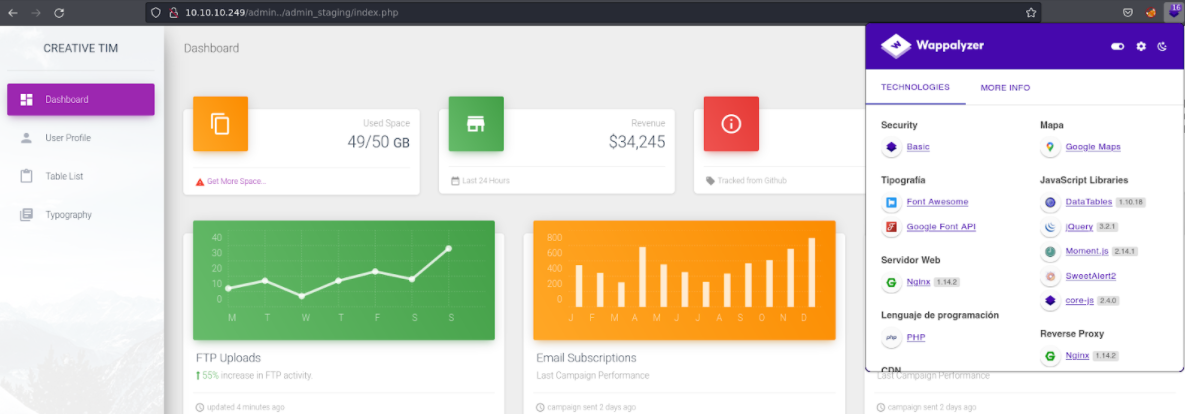 10.10.10.249/admin../admin_staging/index.php
16
CREATIVE TIM
Dashboard
User Profile
Table List
Typography
Dashboard
Used Space
49/50 GB
Get More Space...
Revenue
$34,245
Last 24 Hours
Tracked from Github
40
30
20
10
0
M T W T F S S
FTP Uploads
55% increase in FTP activity.
updated 4 minutes ago
800
600
400
200
0
J F M A M J J A S O N D
Email Subscriptions
Last Campaign Performance
campaign sent 2 days ago
Last Campaign Performance
campaign sent 2 days ago
Wappalyzer
TECHNOLOGIES MORE INFO
Security
Basic
Tipografía
Font Awesome
Google Font API
Servidor Web
Nginx 1.14.2
Lenguaje de programación
PHP
CDN
Mapa
Google Maps
JavaScript Libraries
DataTables 1.10.18
jQuery 3.2.1
Moment.js 2.14.1
SweetAlert2
core-js 2.4.0
Reverse Proxy
Nginx 1.14.2